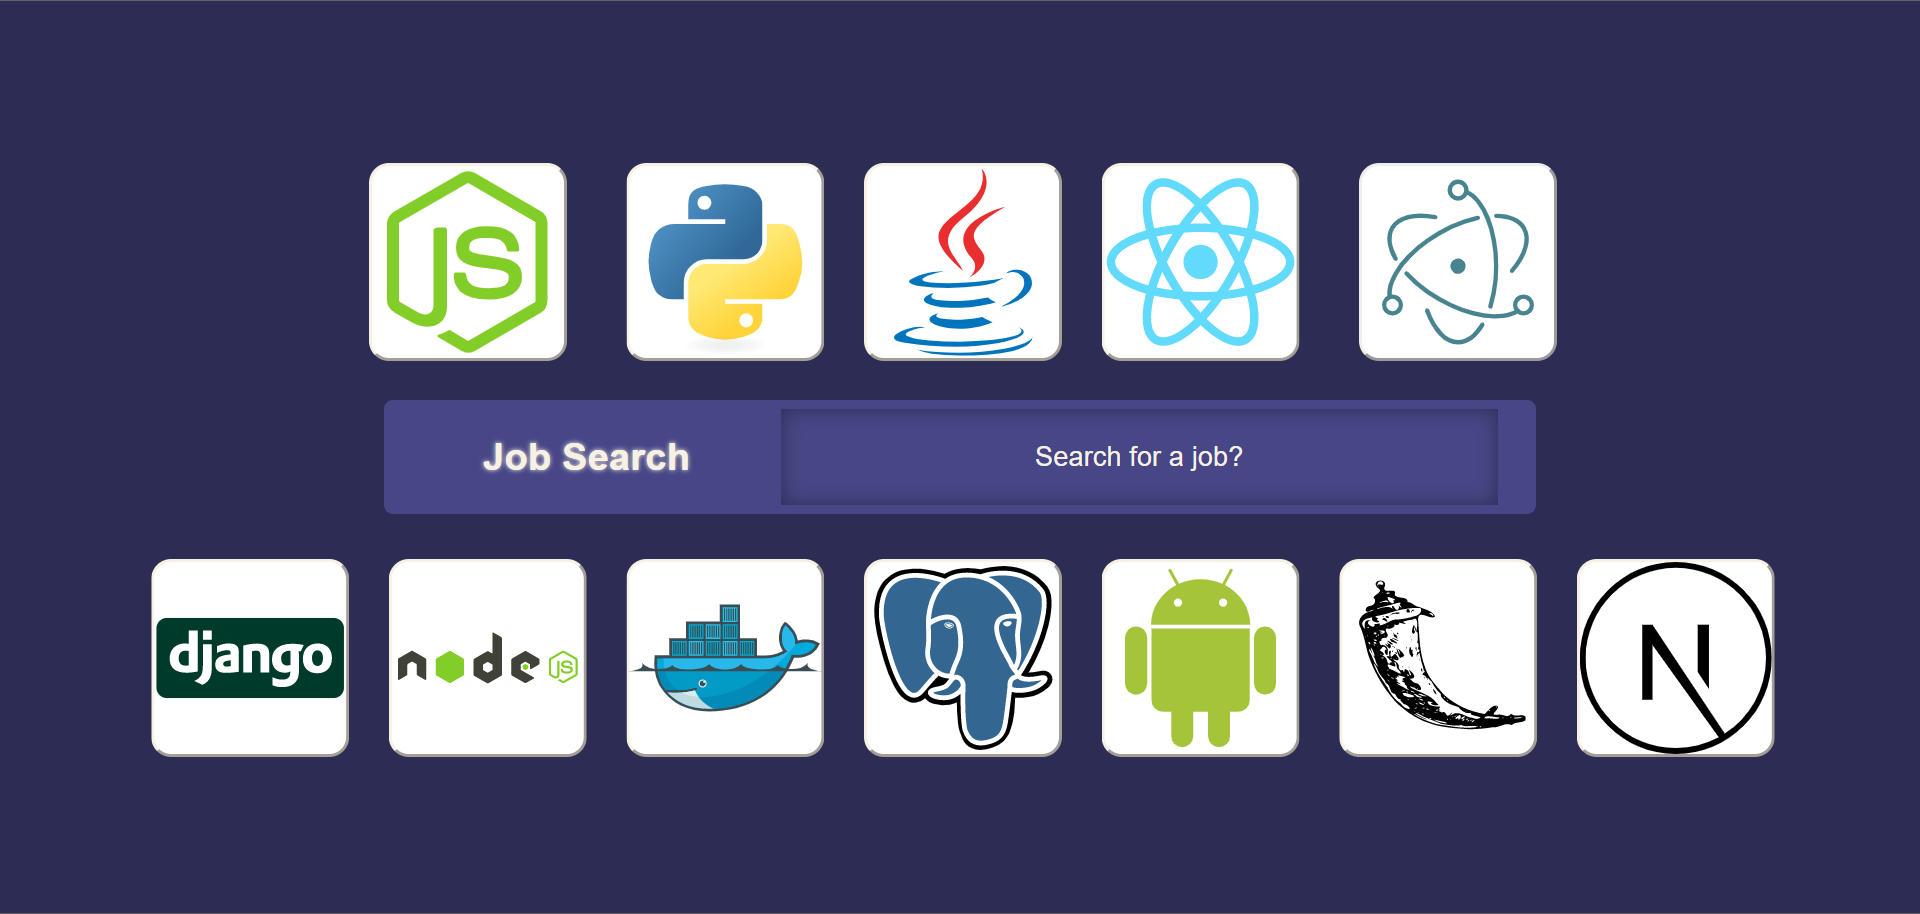 JS
Job Search
Search for a job?
django
node JS
N